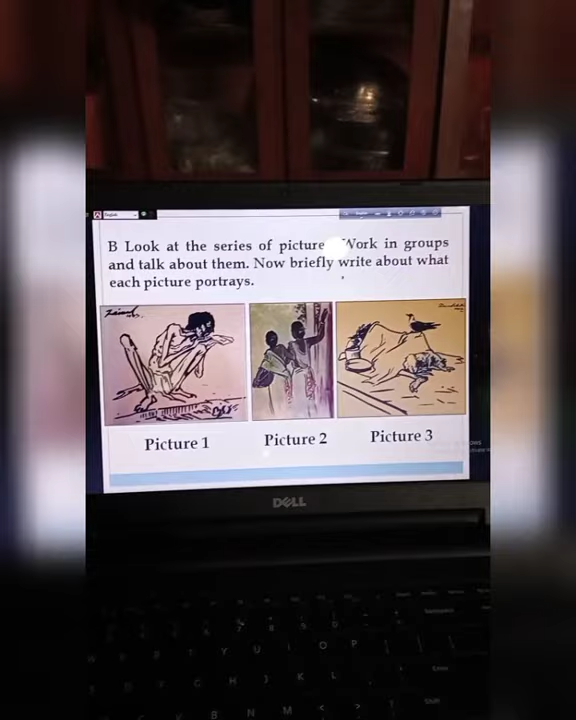 English
B Look at the series of picture Work in groups
and talk about them. Now briefly write about what
each picture portrays.
Picture 1
Picture 2
Picture 3
DELL